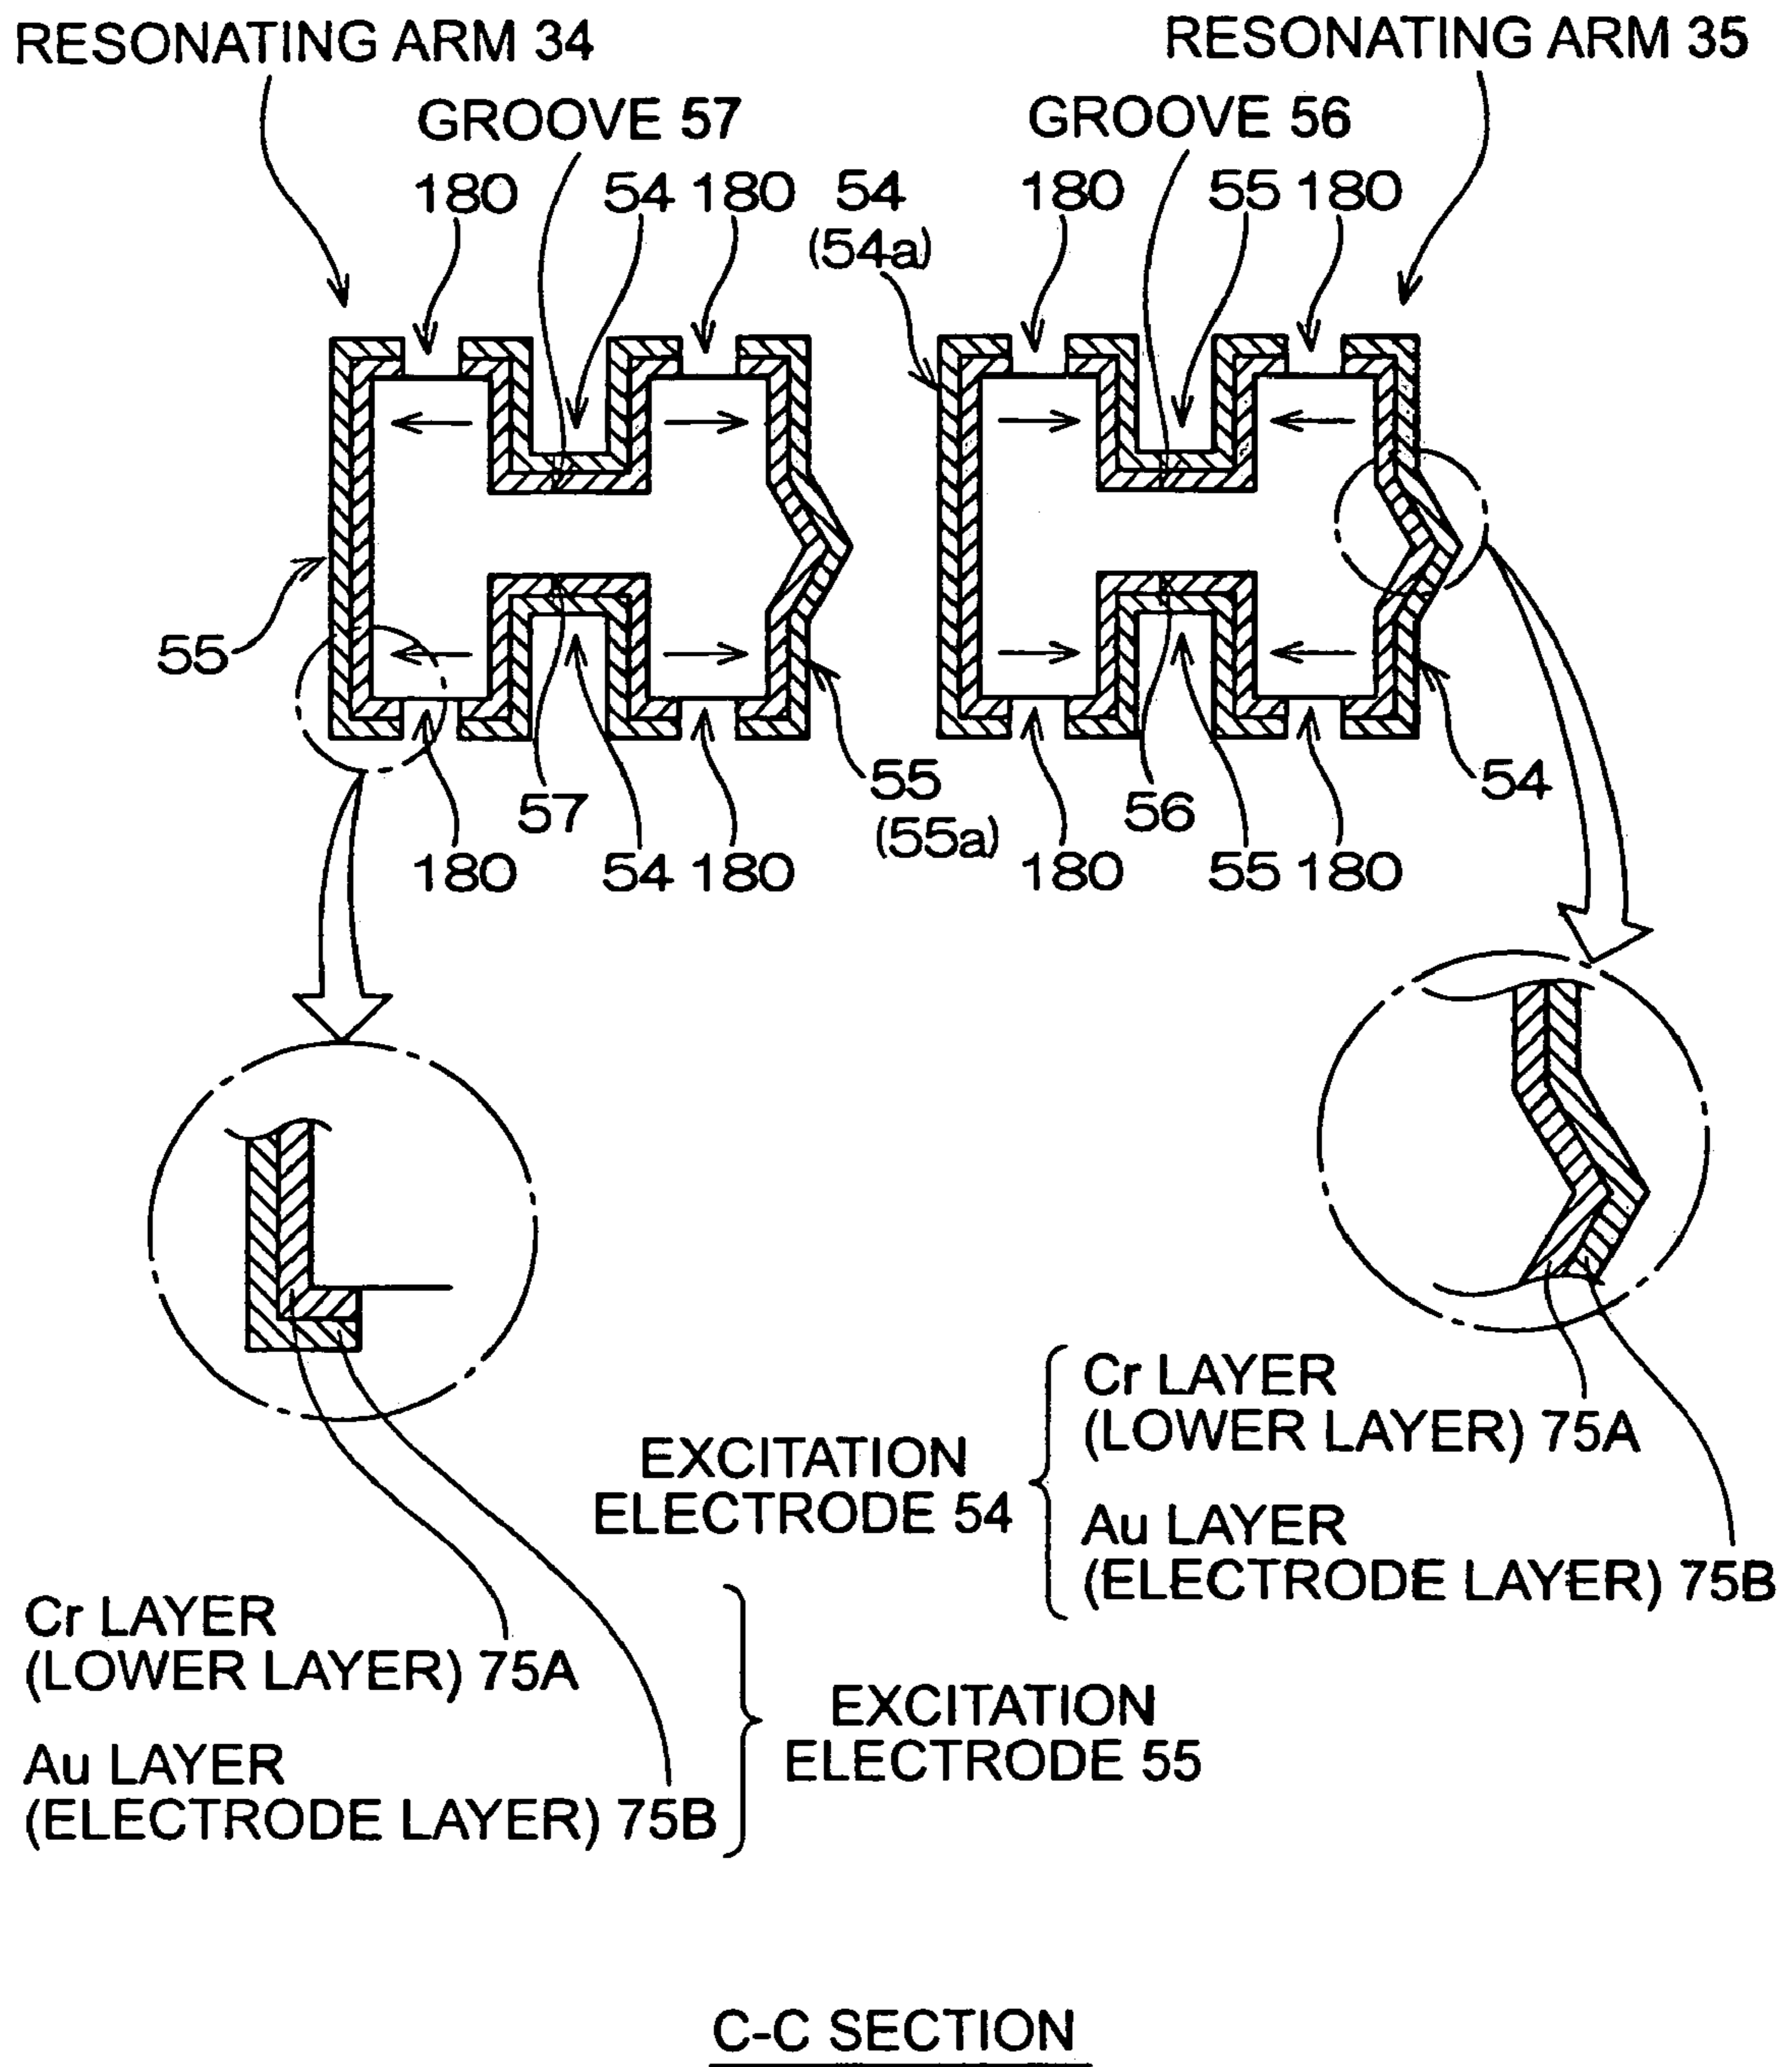 RESONATING ARM 34
RESONATING ARM 35
GROOVE 57
GROOVE 56
180
54
180
54
(54a)
180
55
180
55
57
180
54
180
55
(55a)
56
180
55
180
54
Cr LAYER
(LOWER LAYER) 75A
EXCITATION
ELECTRODE 54
Au LAYER
(ELECTRODE LAYER) 75B
Cr LAYER
(LOWER LAYER) 75A
EXCITATION
ELECTRODE 55
Au LAYER
(ELECTRODE LAYER) 75B
C-C SECTION